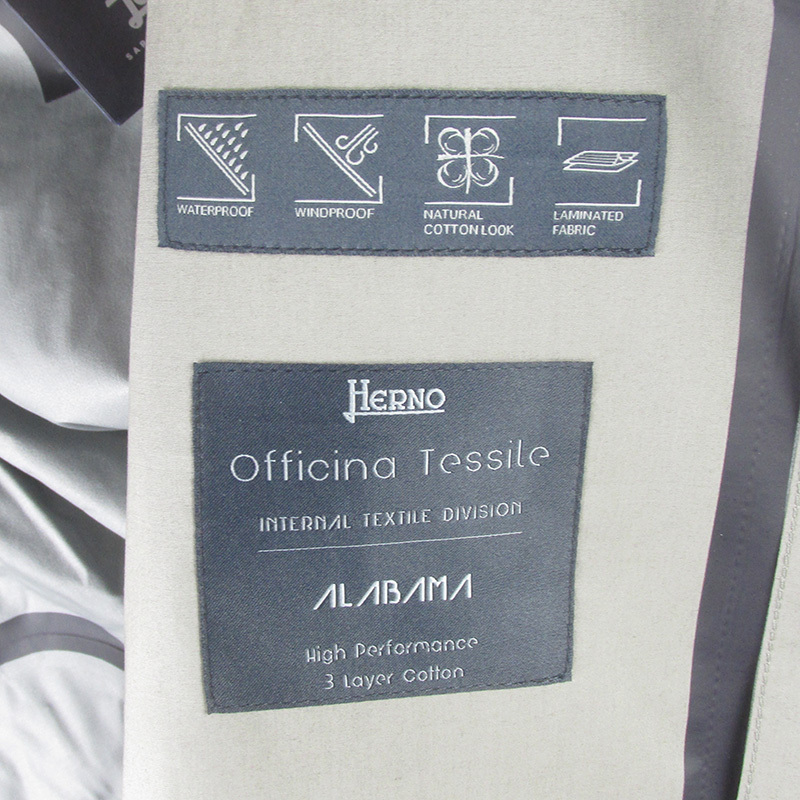 WATERPROOF
WINDPROOF
NATURAL
COTTON LOOK
LAMINATED
FABRIC
HERNO
Officina Tessile
INTERNAL TEXTILE DIVISION
ALABAMA
High Performance
3 Layer Cotton